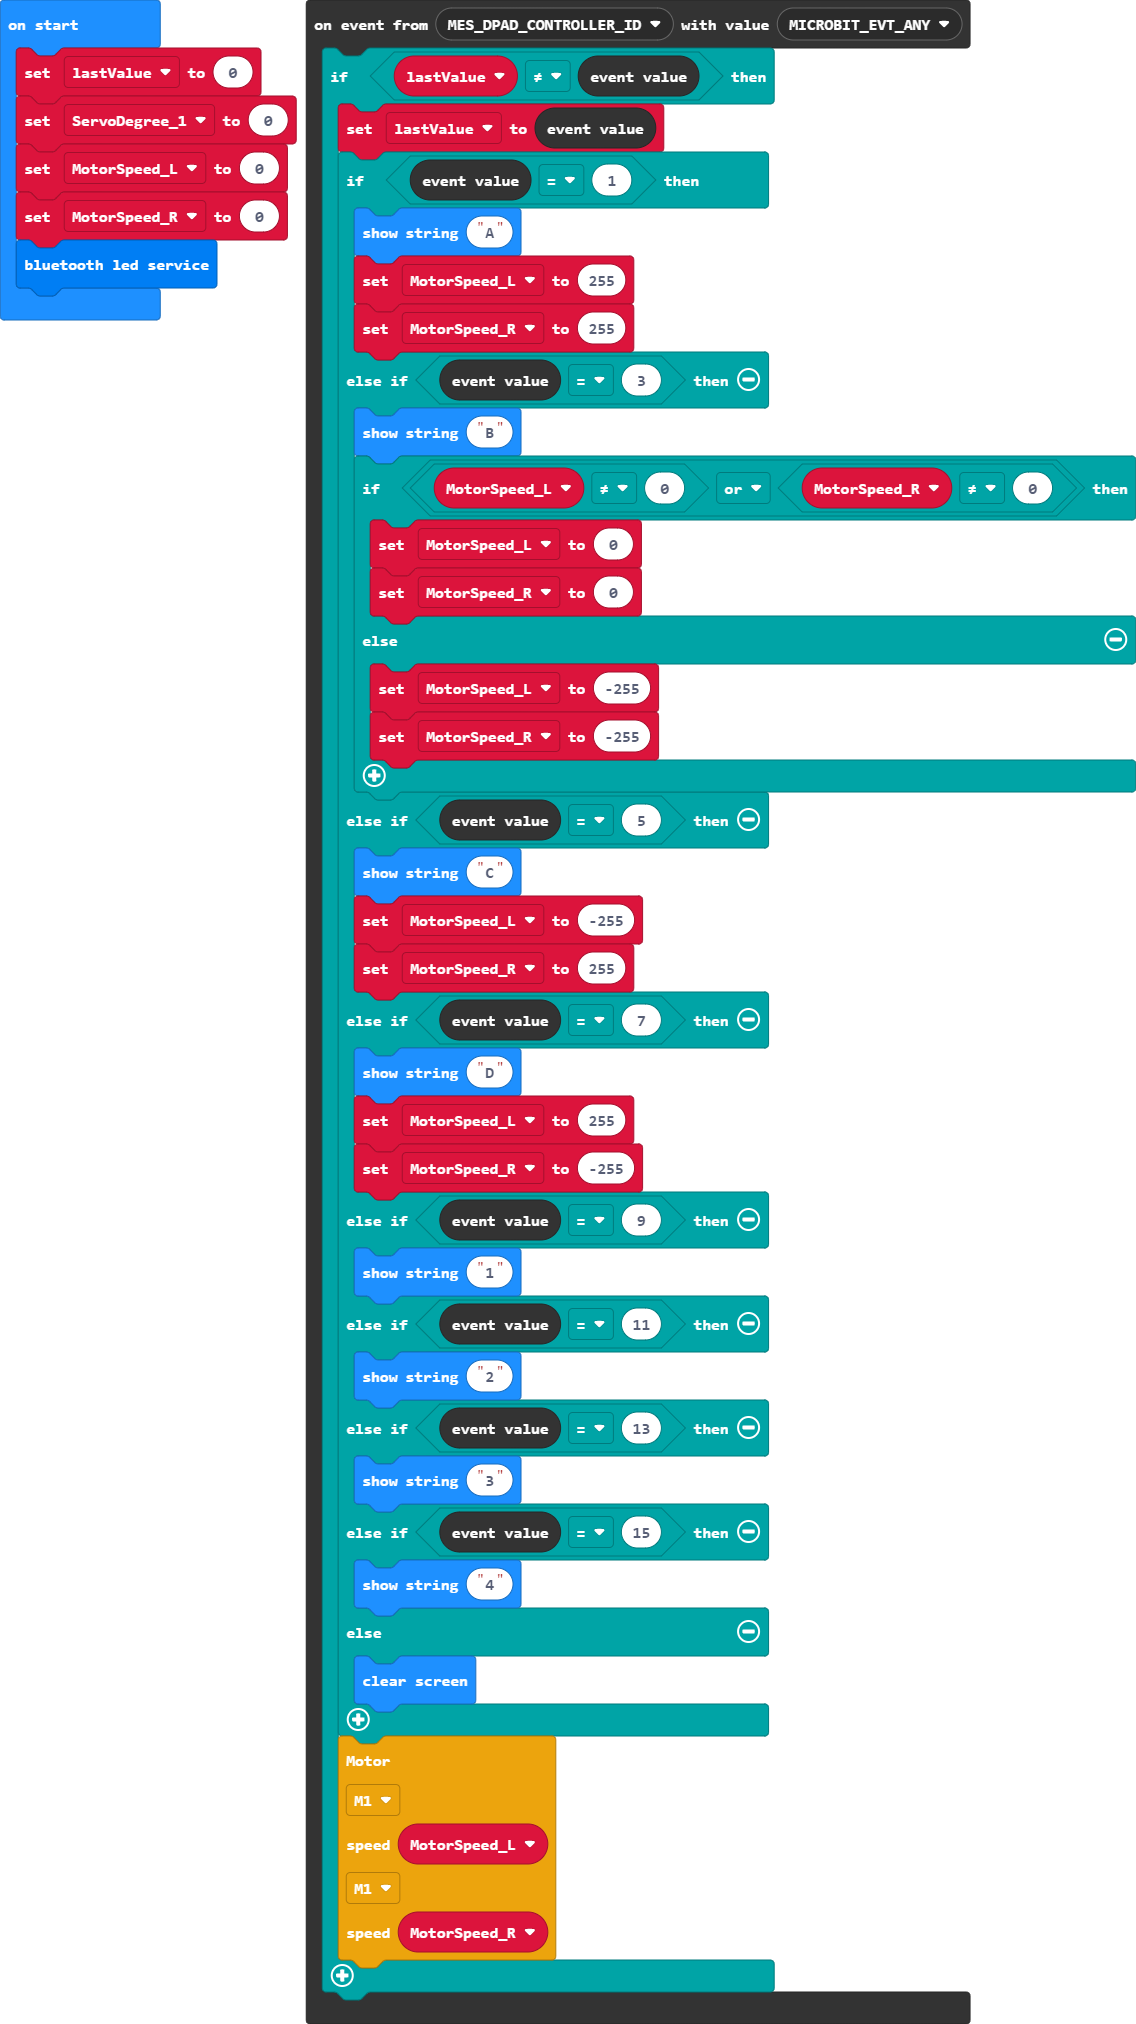 on start
set lastValue to 0
set ServoDegree_1 to 0
set MotorSpeed_L to 0
set MotorSpeed_R to 0
bluetooth led service
on event from MES_DPAD_CONTROLLER_ID with value MICROBIT_EVT_ANY
if lastValue ≠ event value then
set lastValue to event value
if event value = 1 then
show string "A"
set MotorSpeed_L to 255
set MotorSpeed_R to 255
else if event value = 3 then
show string "B"
if MotorSpeed_L ≠ 0 or MotorSpeed_R ≠ 0 then
set MotorSpeed_L to 0
set MotorSpeed_R to 0
else
set MotorSpeed_L to -255
set MotorSpeed_R to -255
else if event value = 5 then
show string "C"
set MotorSpeed_L to -255
set MotorSpeed_R to 255
else if event value = 7 then
show string "D"
set MotorSpeed_L to 255
set MotorSpeed_R to -255
else if event value = 9 then
show string "1"
else if event value = 11 then
show string "2"
else if event value = 13 then
show string "3"
else if event value = 15 then
show string "4"
else
clear screen
Motor
M1
speed MotorSpeed_L
M1
speed MotorSpeed_R